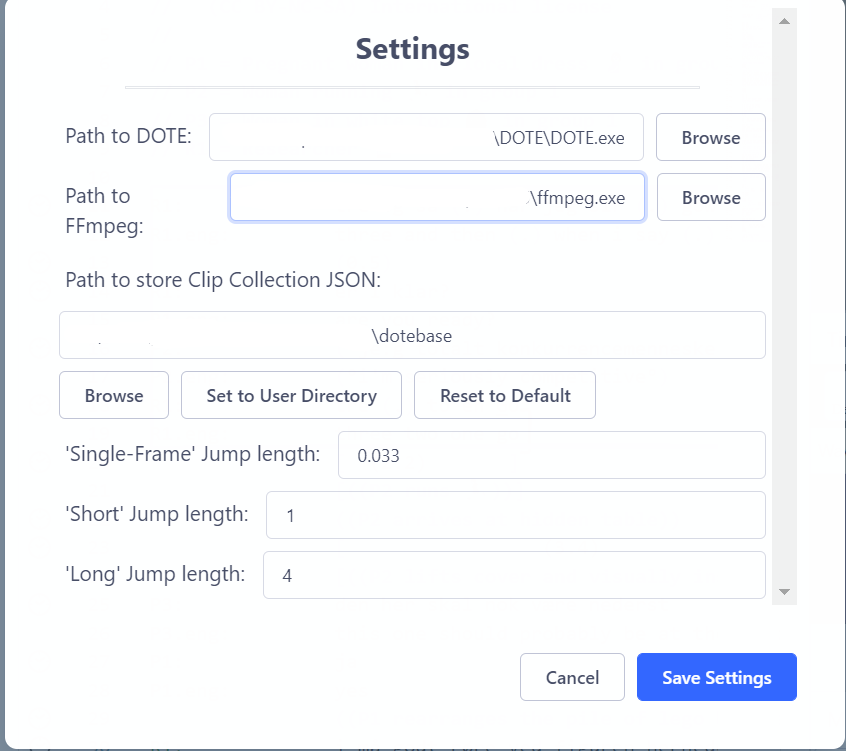 Settings
Path to DOTE: \DOTE\DOTE.exe Browse
Path to \ffmpeg.exe Browse
FFmpeg:
Path to store Clip Collection JSON:
\dotebase
Browse Set to User Directory Reset to Default
'Single-Frame' Jump length: 0.033
'Short' Jump length: 1
'Long' Jump length: 4
Cancel Save Settings